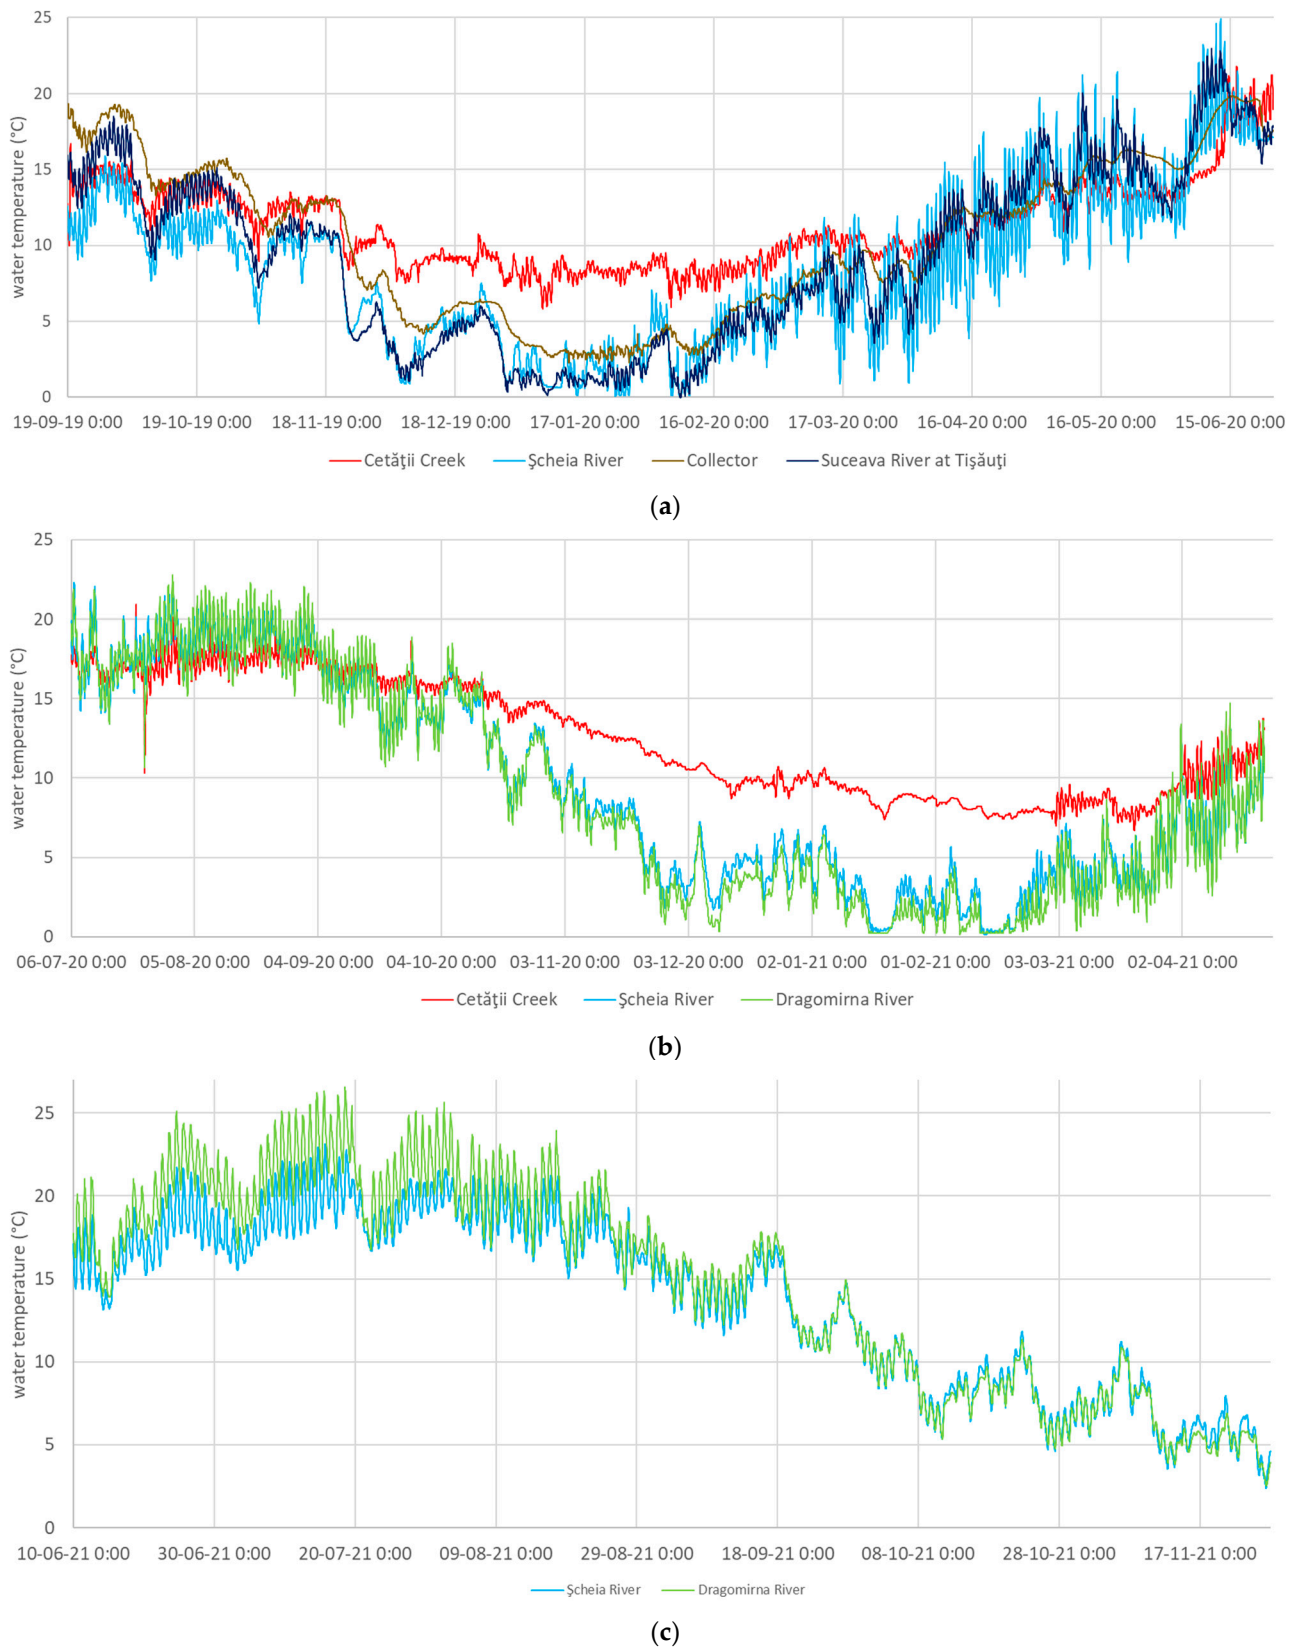 25
20
15
10
5
0
water temperature (°C)
19-09-19 0:00 19-10-19 0:00 18-11-19 0:00 18-12-19 0:00 17-01-20 0:00 16-02-20 0:00 17-03-20 0:00 16-04-20 0:00 16-05-20 0:00 15-06-20 0:00
Cetăţii Creek Şcheia River Collector Suceava River at Tişăuţi
(a)
25
20
15
10
5
0
water temperature (°C)
06-07-20 0:00 05-08-20 0:00 04-09-20 0:00 04-10-20 0:00 03-11-20 0:00 03-12-20 0:00 02-01-21 0:00 01-02-21 0:00 03-03-21 0:00 02-04-21 0:00
Cetăţii Creek Şcheia River Dragomirna River
(b)
25
20
15
10
5
0
water temperature (°C)
10-06-21 0:00 30-06-21 0:00 20-07-21 0:00 09-08-21 0:00 29-08-21 0:00 18-09-21 0:00 08-10-21 0:00 28-10-21 0:00 17-11-21 0:00
Şcheia River Dragomirna River
(c)